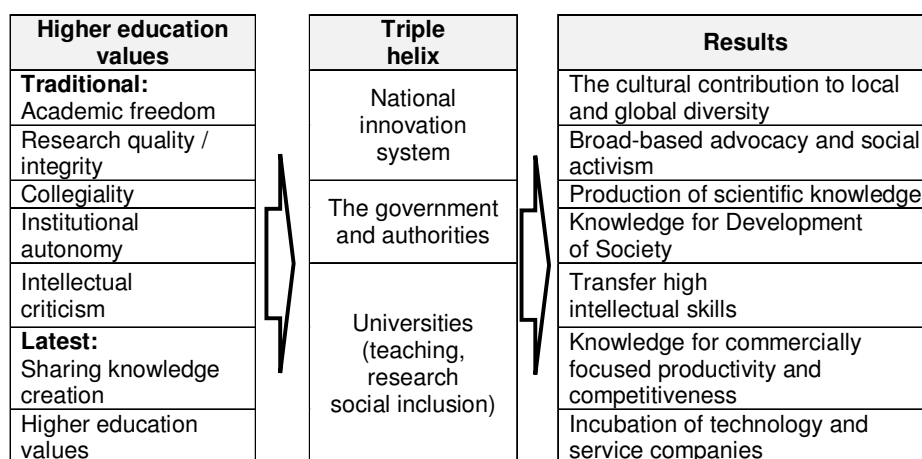 Higher education
values
Traditional:
Academic freedom
Research quality /
integrity
Collegiality
Institutional
autonomy
Intellectual
criticism
Latest:
Sharing knowledge
creation
Higher education
values
Triple
helix
National
innovation
system
The government
and authorities
Universities
(teaching,
research
social inclusion)
Results
The cultural contribution to local
and global diversity
Broad-based advocacy and social
activism
Production of scientific knowledge
Knowledge for Development
of Society
Transfer high
intellectual skills
Knowledge for commercially
focused productivity and
competitiveness
Incubation of technology and
service companies